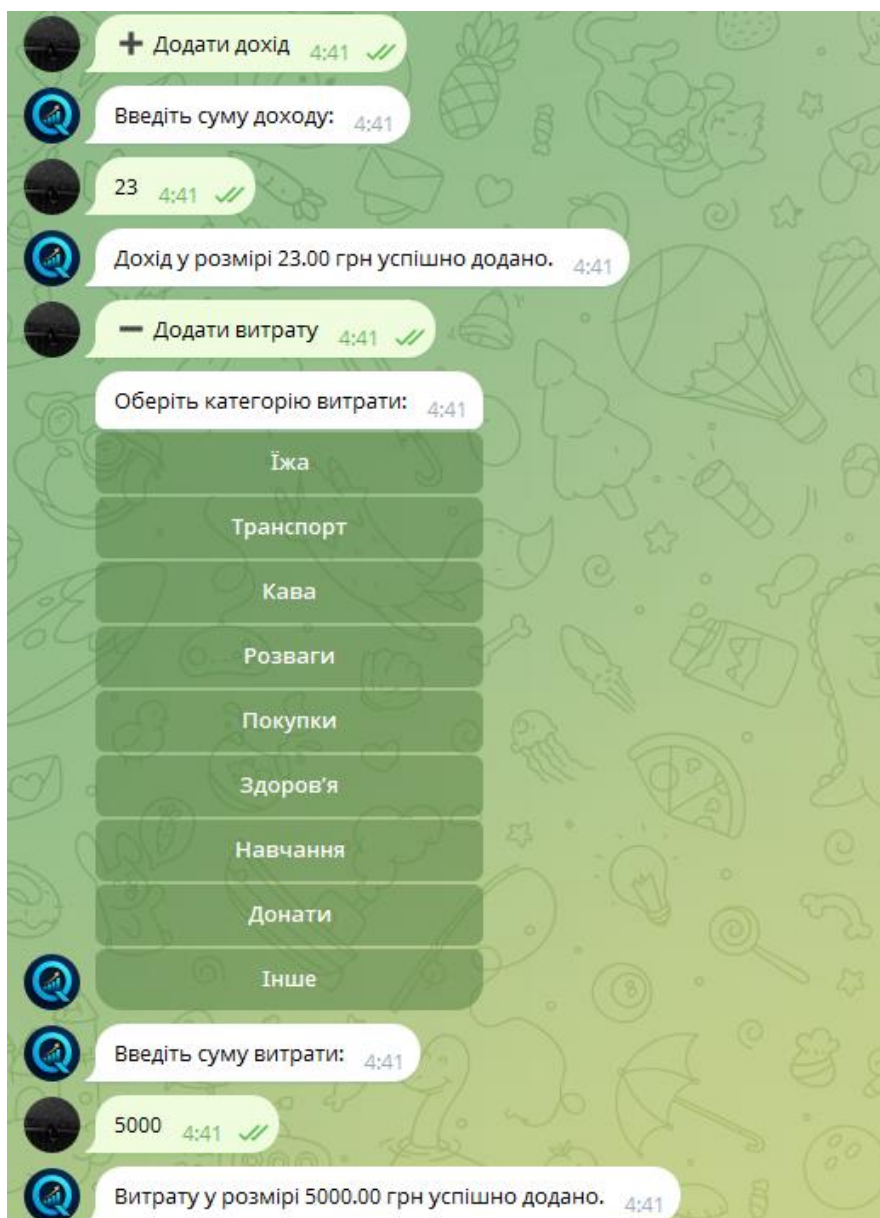 ➕ Додати дохід 4:41
Введіть суму доходу: 4:41
23 4:41
Дохід у розмірі 23.00 грн успішно додано. 4:41
➖ Додати витрату 4:41
Оберіть категорію витрати: 4:41
Їжа
Транспорт
Кава
Розваги
Покупки
Здоров’я
Навчання
Донати
Інше
Введіть суму витрати: 4:41
5000 4:41
Витрату у розмірі 5000.00 грн успішно додано. 4:41